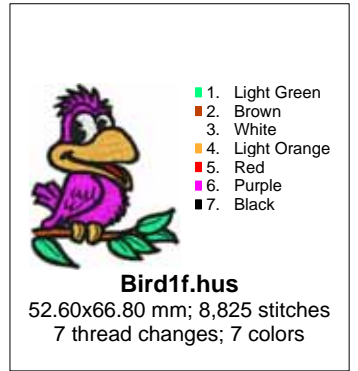 1. Light Green
2. Brown
3. White
4. Light Orange
5. Red
6. Purple
7. Black
Bird1f.hus
52.60x66.80 mm; 8,825 stitches
7 thread changes; 7 colors